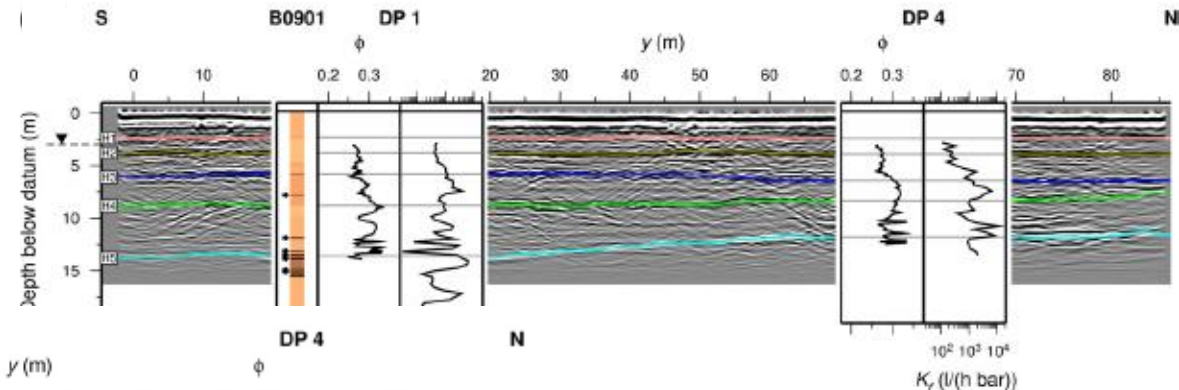 S B0901 DP 1 DP 4 N
ϕ y (m) ϕ
0 10 0.2 0.3 20 30 40 50 60 0.2 0.3 70 80
Depth below datum (m)
0
H1
H2
5
H3
H4
10
H5
15
DP 4 N
10² 10³ 10⁴
y (m) ϕ
Kr (l/(h bar))